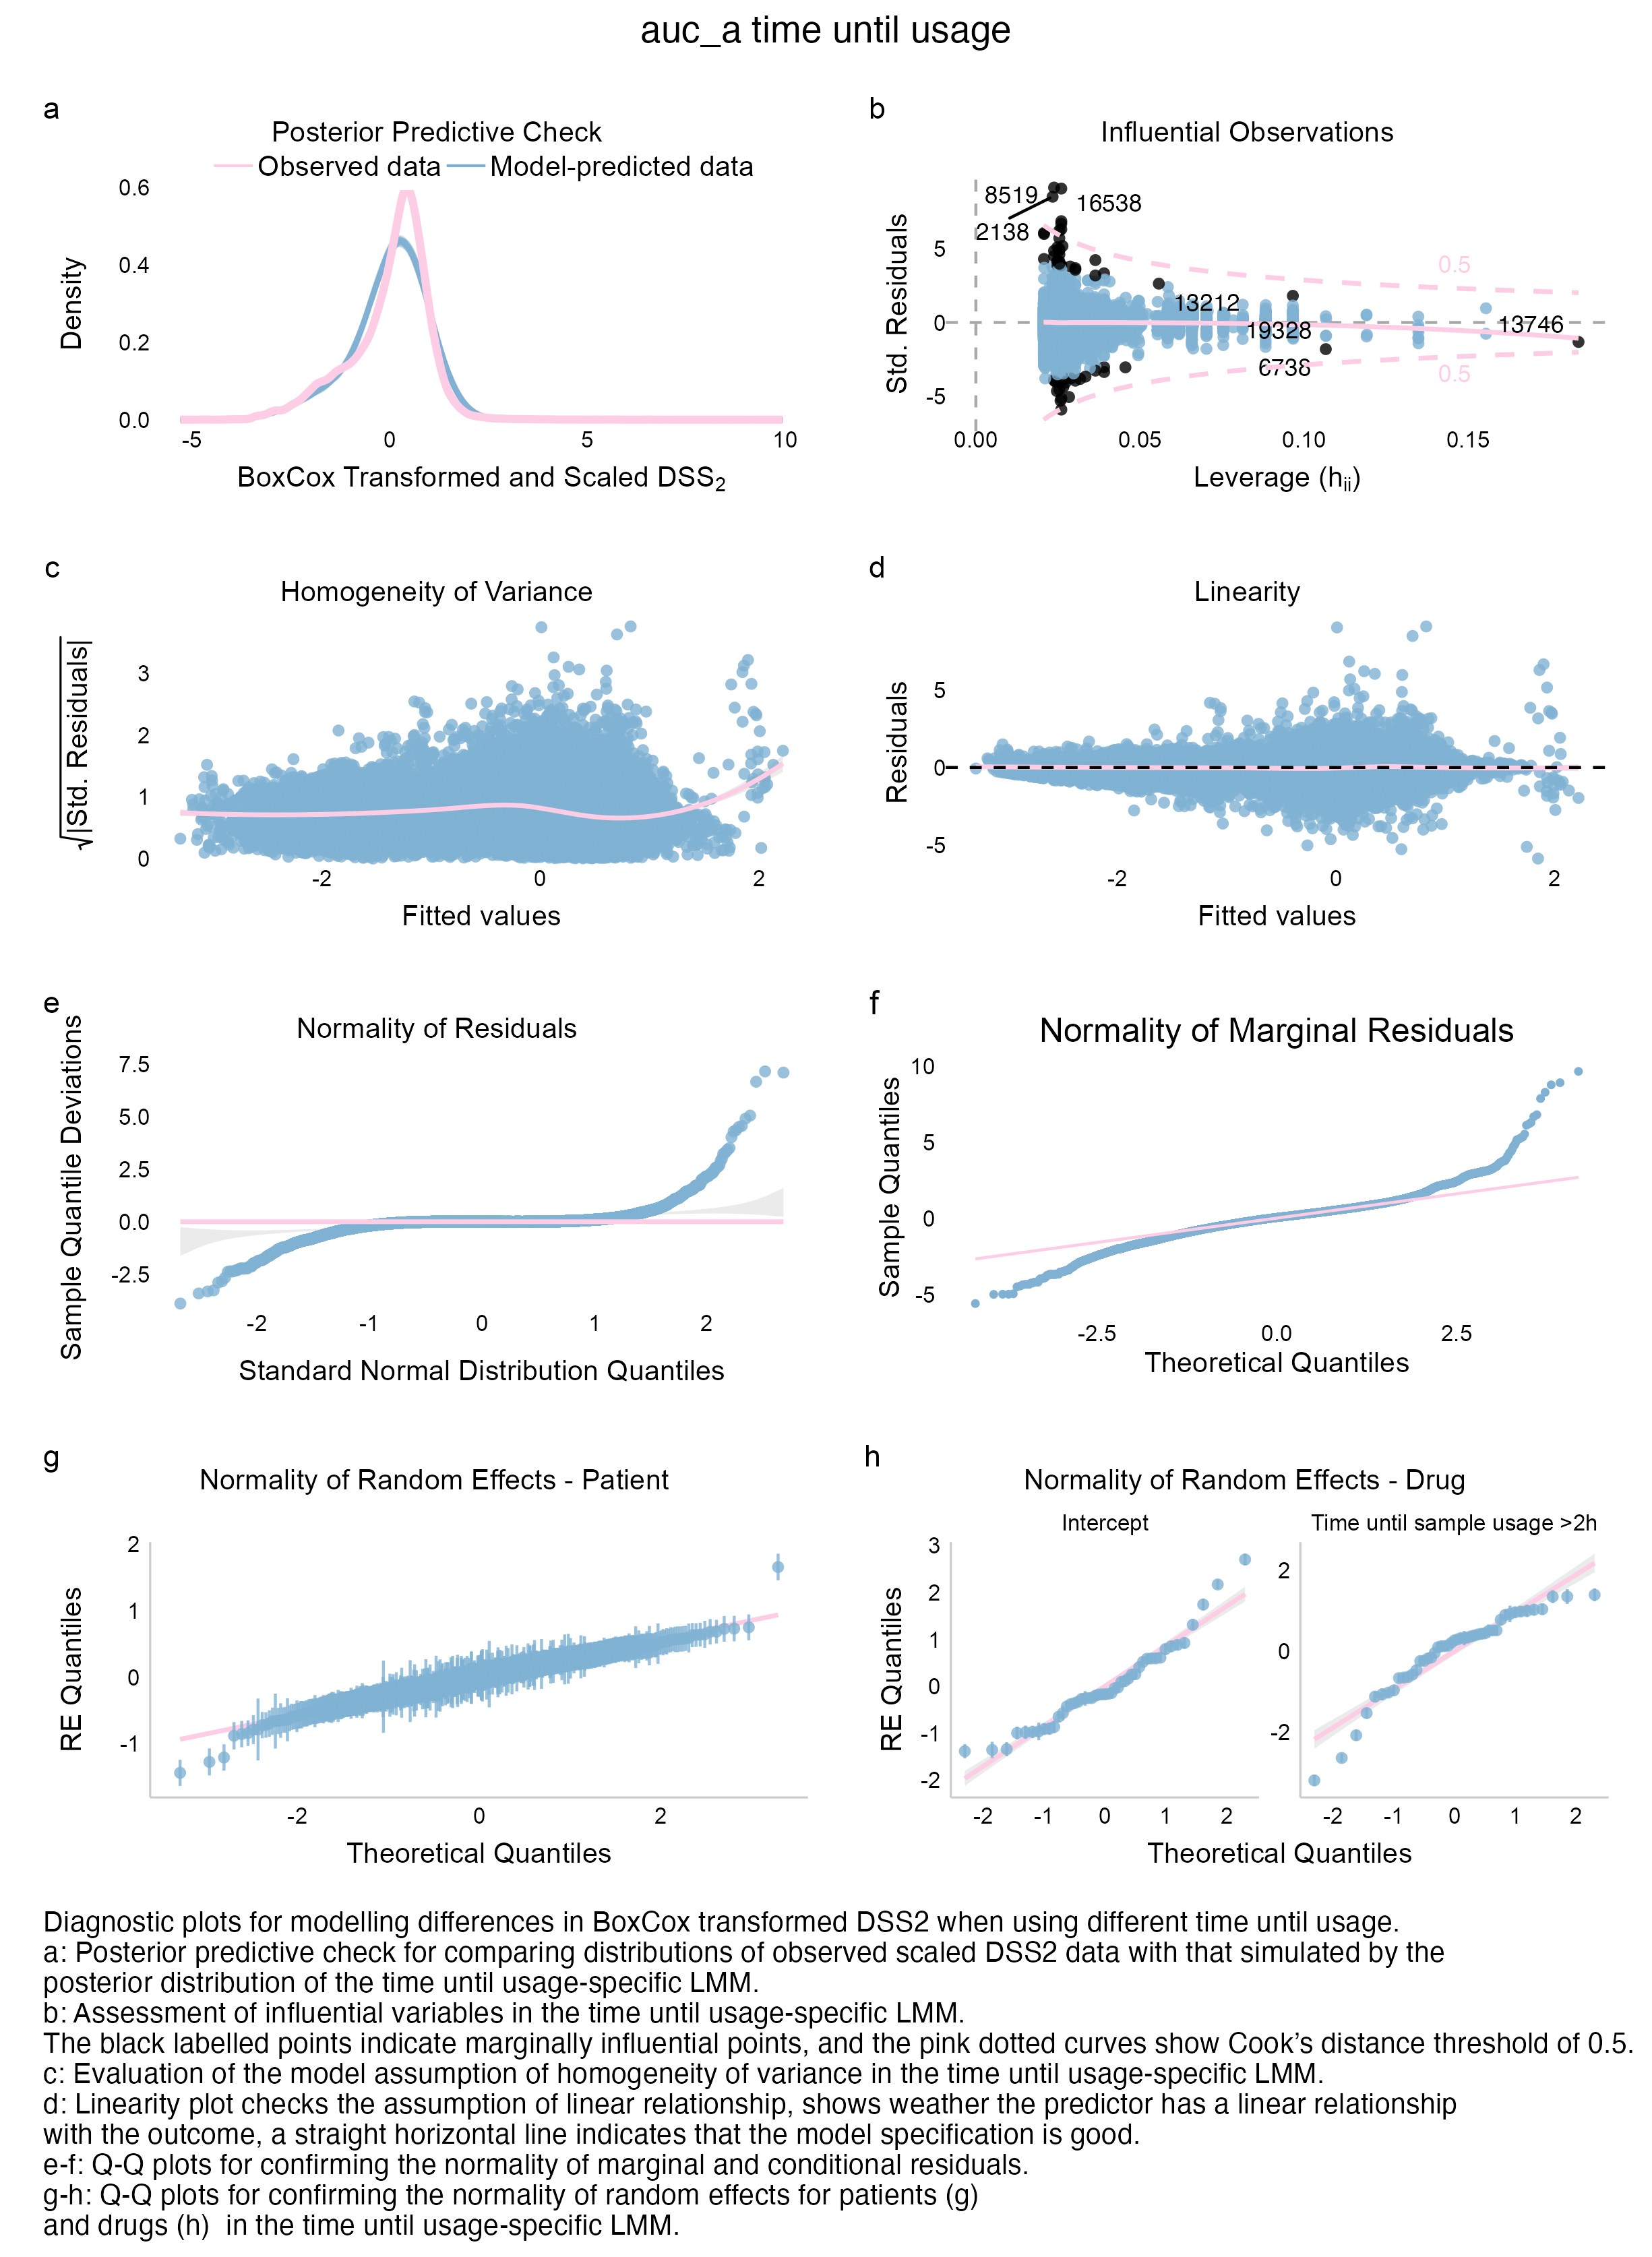 auc_a time until usage
a
Posterior Predictive Check
Observed data
Model-predicted data
Density
0.6
0.4
0.2
0.0
-5
0
5
10
BoxCox Transformed and Scaled DSS2
b
Influential Observations
Std. Residuals
5
0
-5
8519
16538
2138
13212
19328
6738
13746
0.5
0.5
0.00
0.05
0.10
0.15
Leverage (hii)
c
Homogeneity of Variance
√|Std. Residuals|
3
2
1
0
-2
0
2
Fitted values
d
Linearity
Residuals
5
0
-5
-2
0
2
Fitted values
e
Normality of Residuals
Sample Quantile Deviations
7.5
5.0
2.5
0.0
-2.5
-2
-1
0
1
2
Standard Normal Distribution Quantiles
f
Normality of Marginal Residuals
Sample Quantiles
10
5
0
-5
-2.5
0.0
2.5
Theoretical Quantiles
g
Normality of Random Effects - Patient
RE Quantiles
2
1
0
-1
-2
0
2
Theoretical Quantiles
h
Normality of Random Effects - Drug
Intercept
Time until sample usage >2h
RE Quantiles
3
2
1
0
-1
-2
-2
-1
0
1
2
2
0
-2
-2
-1
0
1
2
Theoretical Quantiles
Diagnostic plots for modelling differences in BoxCox transformed DSS2 when using different time until usage.
a: Posterior predictive check for comparing distributions of observed scaled DSS2 data with that simulated by the
posterior distribution of the time until usage-specific LMM.
b: Assessment of influential variables in the time until usage-specific LMM.
The black labelled points indicate marginally influential points, and the pink dotted curves show Cook’s distance threshold of 0.5.
c: Evaluation of the model assumption of homogeneity of variance in the time until usage-specific LMM.
d: Linearity plot checks the assumption of linear relationship, shows weather the predictor has a linear relationship
with the outcome, a straight horizontal line indicates that the model specification is good.
e-f: Q-Q plots for confirming the normality of marginal and conditional residuals.
g-h: Q-Q plots for confirming the normality of random effects for patients (g)
and drugs (h)  in the time until usage-specific LMM.